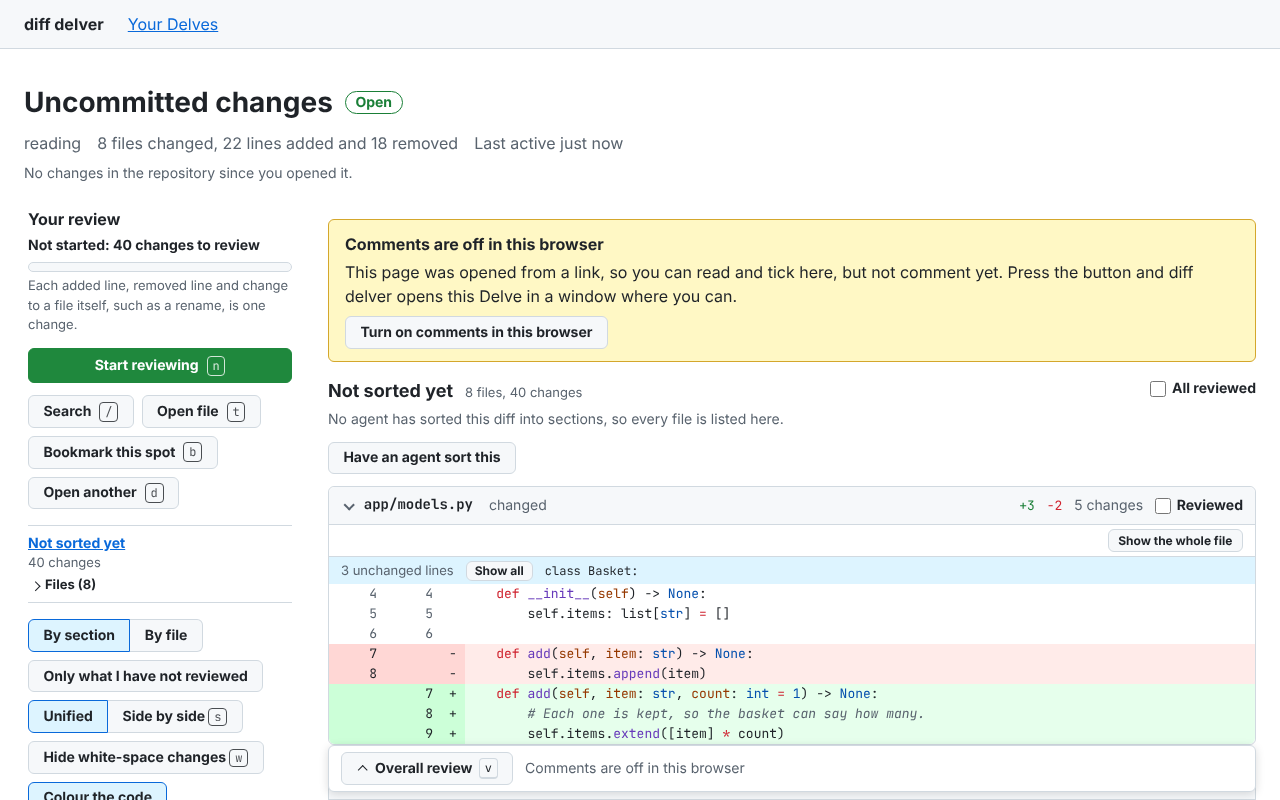 diff delver Your Delves
Uncommitted changes Open
reading 8 files changed, 22 lines added and 18 removed Last active just now
No changes in the repository since you opened it.
Your review
Not started: 40 changes to review
Each added line, removed line and change
to a file itself, such as a rename, is one
change.
Start reviewing n
Search / Open file t
Bookmark this spot b
Open another d
Not sorted yet
40 changes
Files (8)
By section By file
Only what I have not reviewed
Unified Side by side s
Hide white-space changes w
Colour the code
Comments are off in this browser
This page was opened from a link, so you can read and tick here, but not comment yet. Press the button and diff
delver opens this Delve in a window where you can.
Turn on comments in this browser
Not sorted yet 8 files, 40 changes All reviewed
No agent has sorted this diff into sections, so every file is listed here.
Have an agent sort this
app/models.py changed +3 -2 5 changes Reviewed
Show the whole file
3 unchanged lines Show all class Basket:
4 4 def __init__(self) -> None:
5 5 self.items: list[str] = []
6 6
7 - def add(self, item: str) -> None:
8 - self.items.append(item)
7 + def add(self, item: str, count: int = 1) -> None:
8 + # Each one is kept, so the basket can say how many.
9 + self.items.extend([item] * count)
Overall review v Comments are off in this browser